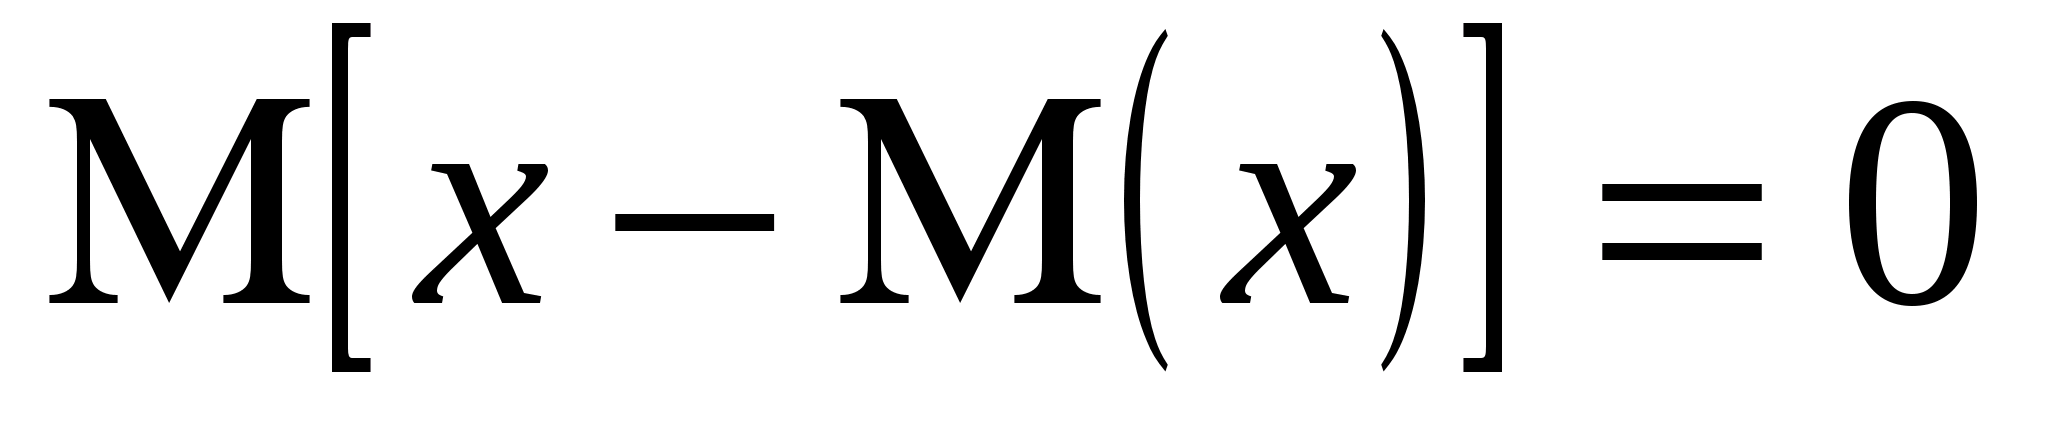 M[x − M(x)] = 0